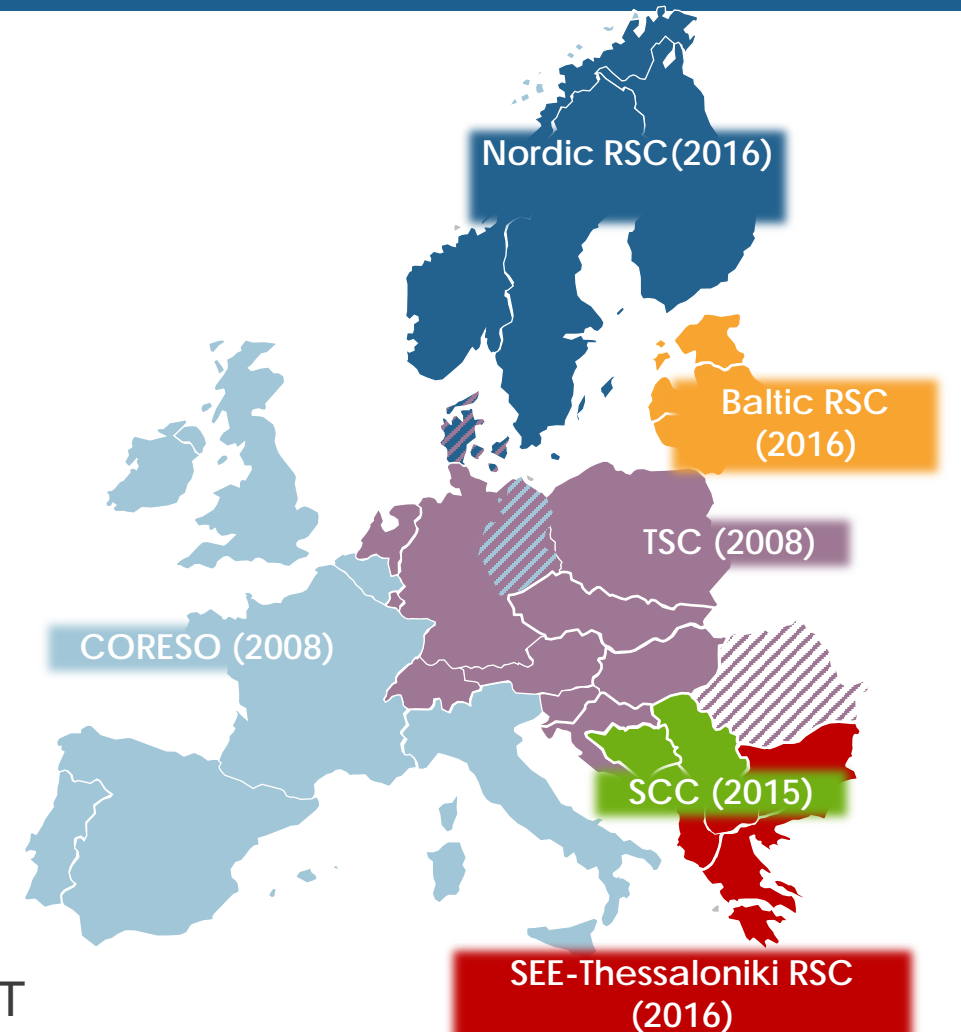 Nordic RSC(2016)
Baltic RSC
(2016)
TSC (2008)
CORESO (2008)
SCC (2015)
SEE-Thessaloniki RSC
(2016)
T